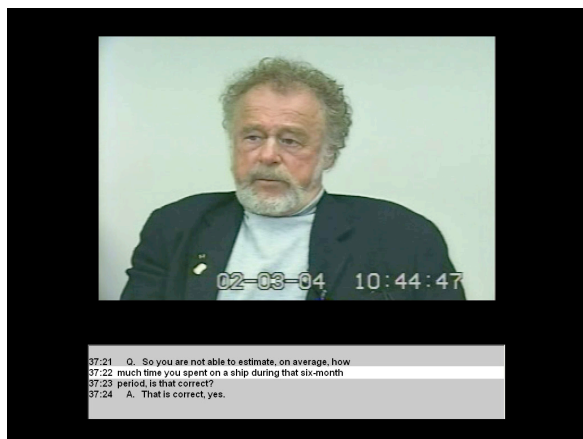 02-03-04 10:44:47
37:21 Q. So you are not able to estimate, on average, how
37:22 much time you spent on a ship during that six-month
37:23 period, is that correct?
37:24 A. That is correct, yes.